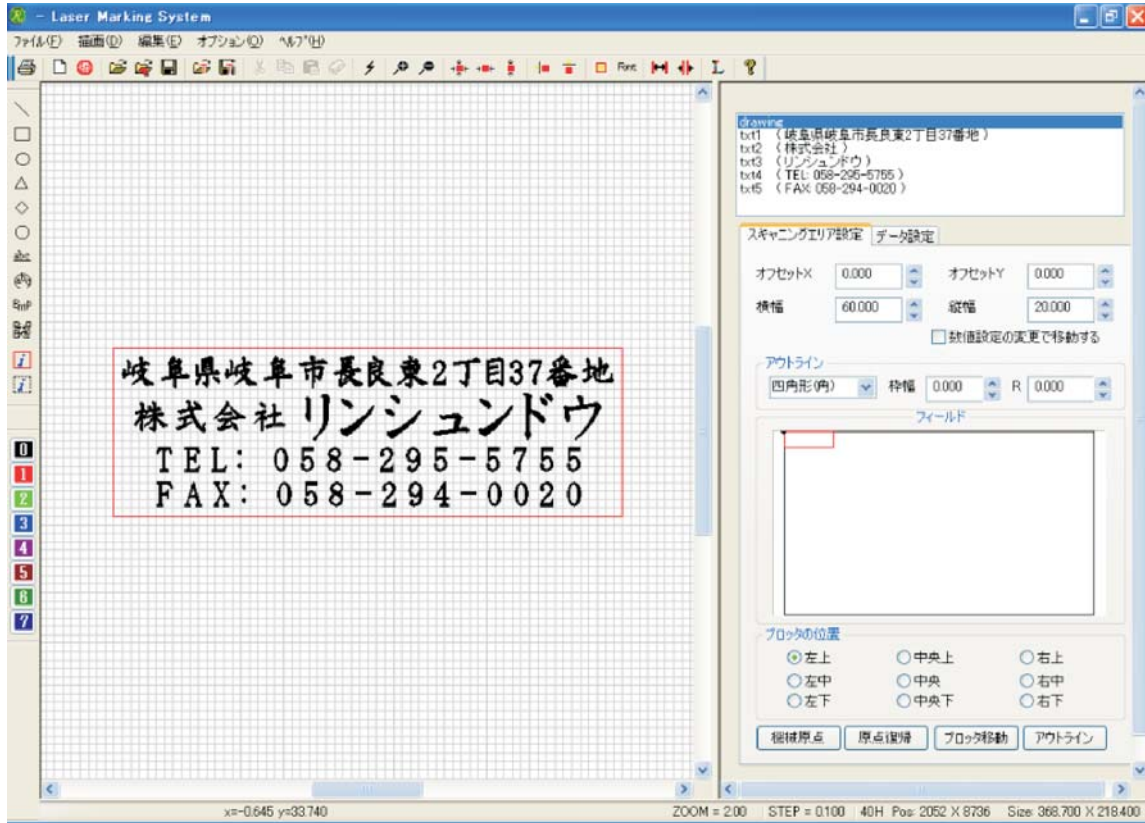 - Laser Marking System
ファイル(F) 描画(D) 編集(E) オプション(O) ヘルプ(H)
Font L ?
drawing
txt1 (岐阜県岐阜市長良東2丁目37番地)
txt2 (株式会社)
txt3 (リンシュンドウ)
txt4 (TEL: 058-295-5755)
txt5 (FAX: 058-294-0020)
スキャニングエリア設定 データ設定
オフセットX 0.000 オフセットY 0.000
横幅 60.000 縦幅 20.000
数値設定の変更で移動する
アウトライン
四角形(角) 枠幅 0.000 R 0.000
フィールド
ブロッタの位置
左上 中央上 右上
左中 中央 右中
左下 中央下 右下
機械原点 原点復帰 ブロッタ移動 アウトライン
abc
BmP
i
i
0
1
2
3
4
5
6
7
岐阜県岐阜市長良東2丁目37番地
株式会社リンシュンドウ
TEL: 058-295-5755
FAX: 058-294-0020
x=-0.645 y=33.740 ZOOM = 2.00 STEP = 0.100 40H Pos: 2052 X 8736 Size: 368.700 X 218.400